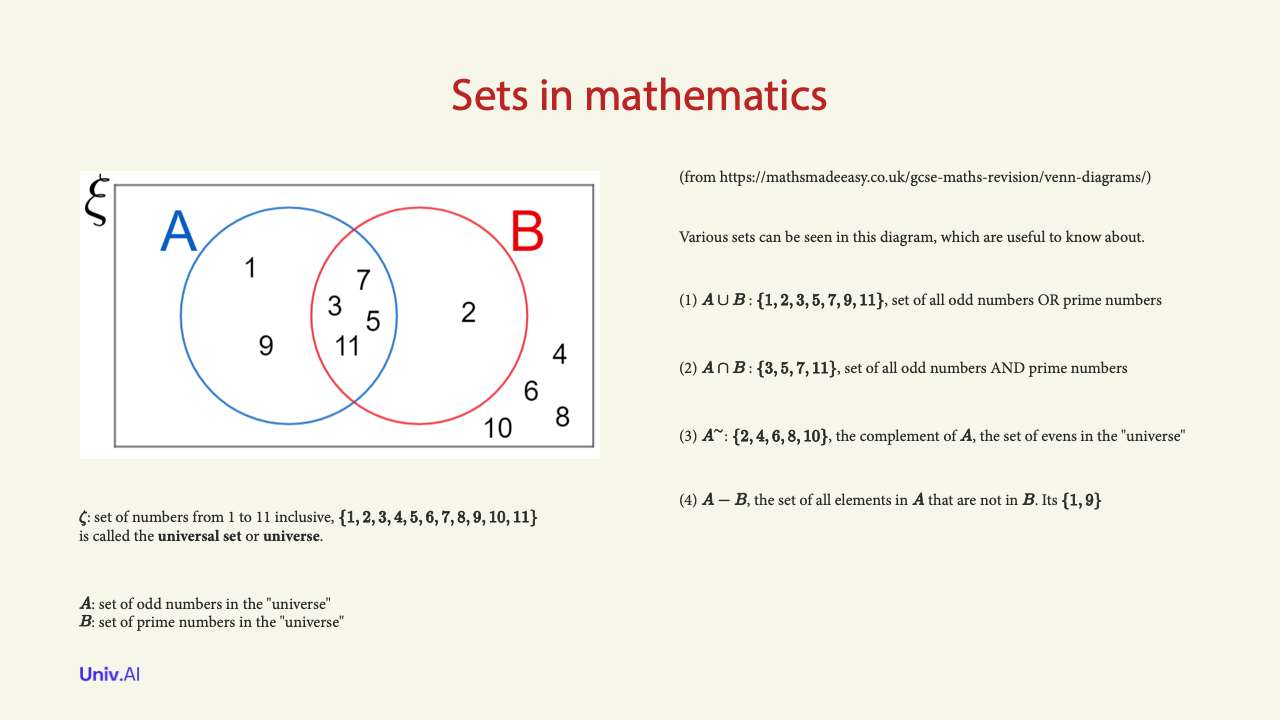 Sets in mathematics
ξ
A
B
1
7
3
5
2
9
11
4
6
8
10
ζ: set of numbers from 1 to 11 inclusive, {1, 2, 3, 4, 5, 6, 7, 8, 9, 10, 11}
is called the universal set or universe.
A: set of odd numbers in the "universe"
B: set of prime numbers in the "universe"
Univ.AI
(from https://mathsmadeeasy.co.uk/gcse-maths-revision/venn-diagrams/)
Various sets can be seen in this diagram, which are useful to know about.
(1) A ∪ B : {1, 2, 3, 5, 7, 9, 11}, set of all odd numbers OR prime numbers
(2) A ∩ B : {3, 5, 7, 11}, set of all odd numbers AND prime numbers
(3) A~ : {2, 4, 6, 8, 10}, the complement of A, the set of evens in the "universe"
(4) A − B, the set of all elements in A that are not in B. Its {1, 9}